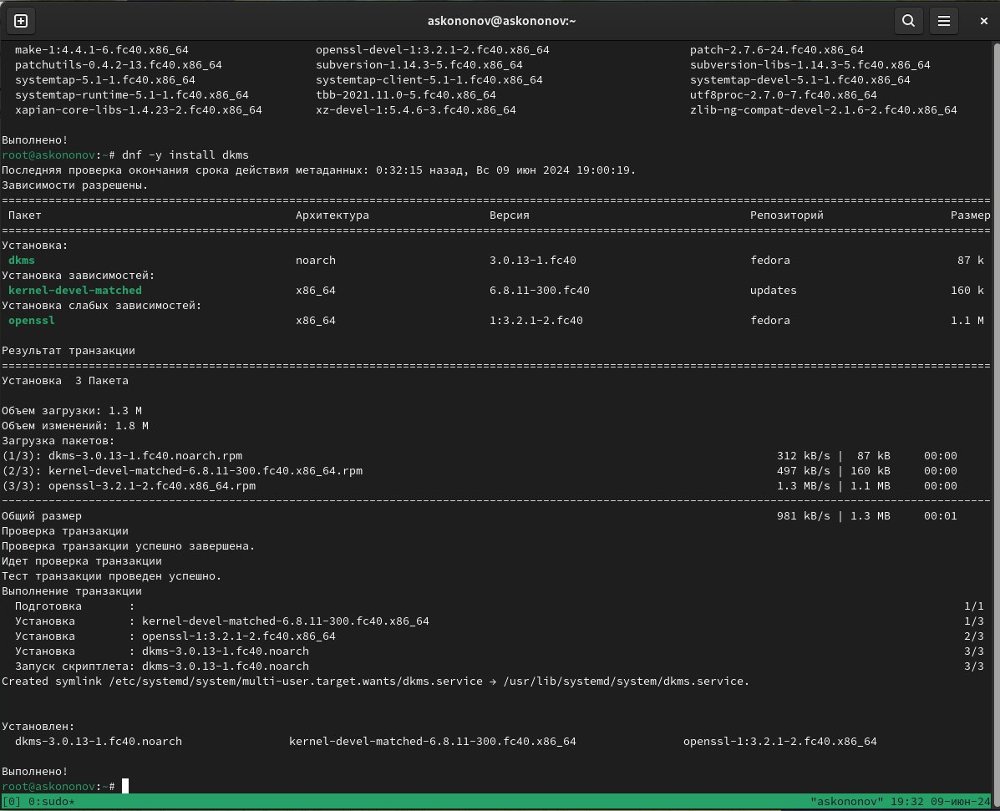 askononov@askononov:~
make-1:4.4.1-6.fc40.x86_64 openssl-devel-1:3.2.1-2.fc40.x86_64 patch-2.7.6-24.fc40.x86_64
patchutils-0.4.2-13.fc40.x86_64 subversion-1.14.3-5.fc40.x86_64 subversion-libs-1.14.3-5.fc40.x86_64
systemtap-5.1-1.fc40.x86_64 systemtap-client-5.1-1.fc40.x86_64 systemtap-devel-5.1-1.fc40.x86_64
systemtap-runtime-5.1-1.fc40.x86_64 tbb-2021.11.0-5.fc40.x86_64 utf8proc-2.7.0-7.fc40.x86_64
xapian-core-libs-1.4.23-2.fc40.x86_64 xz-devel-1:5.4.6-3.fc40.x86_64 zlib-ng-compat-devel-2.1.6-2.fc40.x86_64
Выполнено!
root@askononov:~# dnf -y install dkms
Последняя проверка окончания срока действия метаданных: 0:32:15 назад, Вс 09 июн 2024 19:00:19.
Зависимости разрешены.
Пакет Архитектура Версия Репозиторий Размер
Установка:
dkms noarch 3.0.13-1.fc40 fedora 87 k
Установка зависимостей:
kernel-devel-matched x86_64 6.8.11-300.fc40 updates 160 k
Установка слабых зависимостей:
openssl x86_64 1:3.2.1-2.fc40 fedora 1.1 M
Результат транзакции
Установка 3 Пакета
Объем загрузки: 1.3 M
Объем изменений: 1.8 M
Загрузка пакетов:
(1/3): dkms-3.0.13-1.fc40.noarch.rpm 312 kB/s | 87 kB 00:00
(2/3): kernel-devel-matched-6.8.11-300.fc40.x86_64.rpm 497 kB/s | 160 kB 00:00
(3/3): openssl-3.2.1-2.fc40.x86_64.rpm 1.3 MB/s | 1.1 MB 00:00
Общий размер 981 kB/s | 1.3 MB 00:01
Проверка транзакции
Проверка транзакции успешно завершена.
Идет проверка транзакции
Тест транзакции проведен успешно.
Выполнение транзакции
Подготовка : 1/1
Установка : kernel-devel-matched-6.8.11-300.fc40.x86_64 1/3
Установка : openssl-1:3.2.1-2.fc40.x86_64 2/3
Установка : dkms-3.0.13-1.fc40.noarch 3/3
Запуск скриптлета: dkms-3.0.13-1.fc40.noarch 3/3
Created symlink /etc/systemd/system/multi-user.target.wants/dkms.service → /usr/lib/systemd/system/dkms.service.
Установлен:
dkms-3.0.13-1.fc40.noarch kernel-devel-matched-6.8.11-300.fc40.x86_64 openssl-1:3.2.1-2.fc40.x86_64
Выполнено!
root@askononov:~#
[0] 0:sudo* "askononov" 19:32 09-июн-24